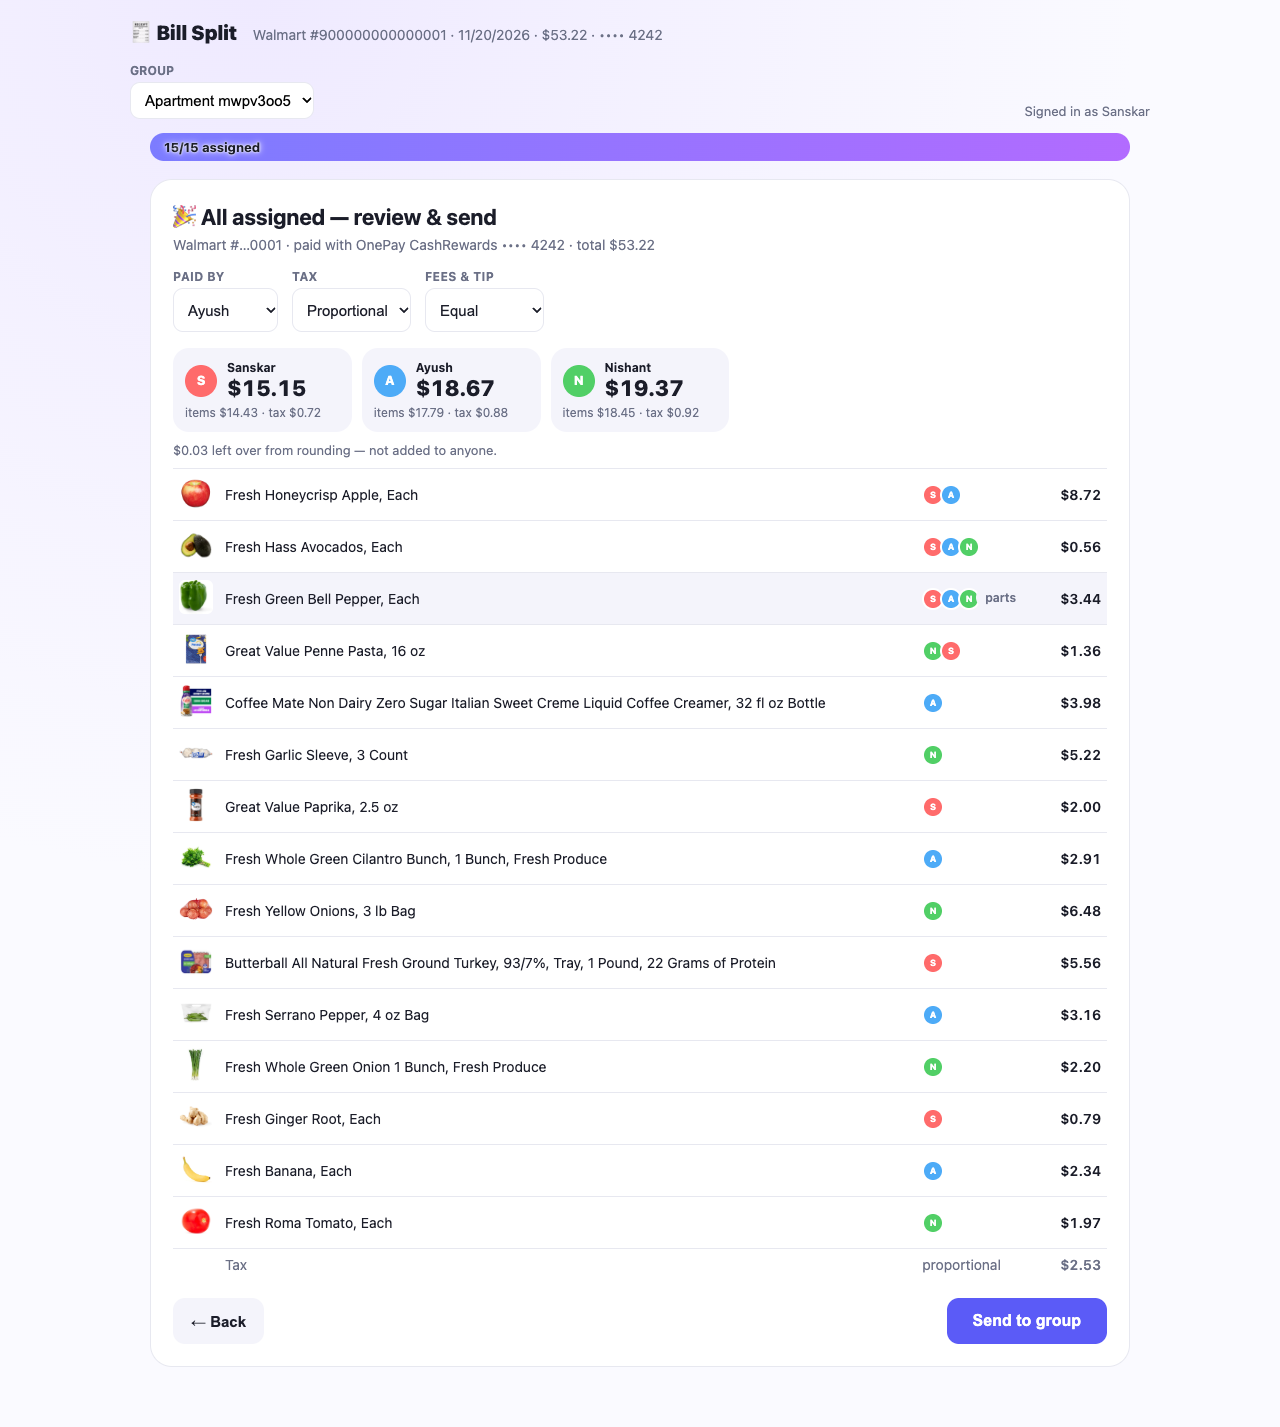 Bill Split Walmart #900000000000001 · 11/20/2026 · $53.22 · •••• 4242
GROUP
Apartment mwpv3oo5
Signed in as Sanskar
15/15 assigned
All assigned — review & send
Walmart #…0001 · paid with OnePay CashRewards •••• 4242 · total $53.22
PAID BY TAX FEES & TIP
Ayush Proportional Equal
S Sanskar $15.15
items $14.43 · tax $0.72
A Ayush $18.67
items $17.79 · tax $0.88
N Nishant $19.37
items $18.45 · tax $0.92
$0.03 left over from rounding — not added to anyone.
Fresh Honeycrisp Apple, Each S A $8.72
Fresh Hass Avocados, Each S A N $0.56
Fresh Green Bell Pepper, Each S A N parts $3.44
Great Value Penne Pasta, 16 oz N S $1.36
Coffee Mate Non Dairy Zero Sugar Italian Sweet Creme Liquid Coffee Creamer, 32 fl oz Bottle A $3.98
Fresh Garlic Sleeve, 3 Count N $5.22
Great Value Paprika, 2.5 oz S $2.00
Fresh Whole Green Cilantro Bunch, 1 Bunch, Fresh Produce A $2.91
Fresh Yellow Onions, 3 lb Bag N $6.48
Butterball All Natural Fresh Ground Turkey, 93/7%, Tray, 1 Pound, 22 Grams of Protein S $5.56
Fresh Serrano Pepper, 4 oz Bag A $3.16
Fresh Whole Green Onion 1 Bunch, Fresh Produce N $2.20
Fresh Ginger Root, Each S $0.79
Fresh Banana, Each A $2.34
Fresh Roma Tomato, Each N $1.97
Tax proportional $2.53
← Back
Send to group